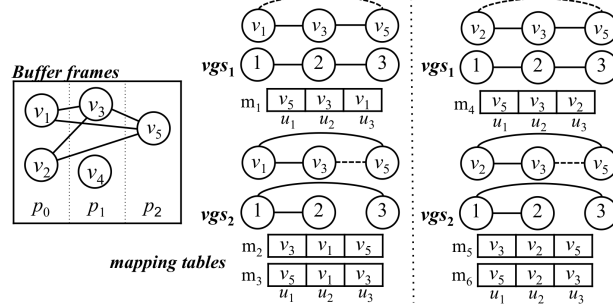 Buffer frames
v1 v3 v5
v2 v4
p0 p1 p2
v1 v3 v5
vgs1 1 2 3
m1 v5 v3 v1
u1 u2 u3
v1 v3 v5
vgs2 1 2 3
m2 v3 v1 v5
mapping tables m3 v5 v1 v3
u1 u2 u3
v2 v3 v5
vgs1 1 2 3
m4 v5 v3 v2
u1 u2 u3
v2 v3 v5
vgs2 1 2 3
m5 v3 v2 v5
m6 v5 v2 v3
u1 u2 u3